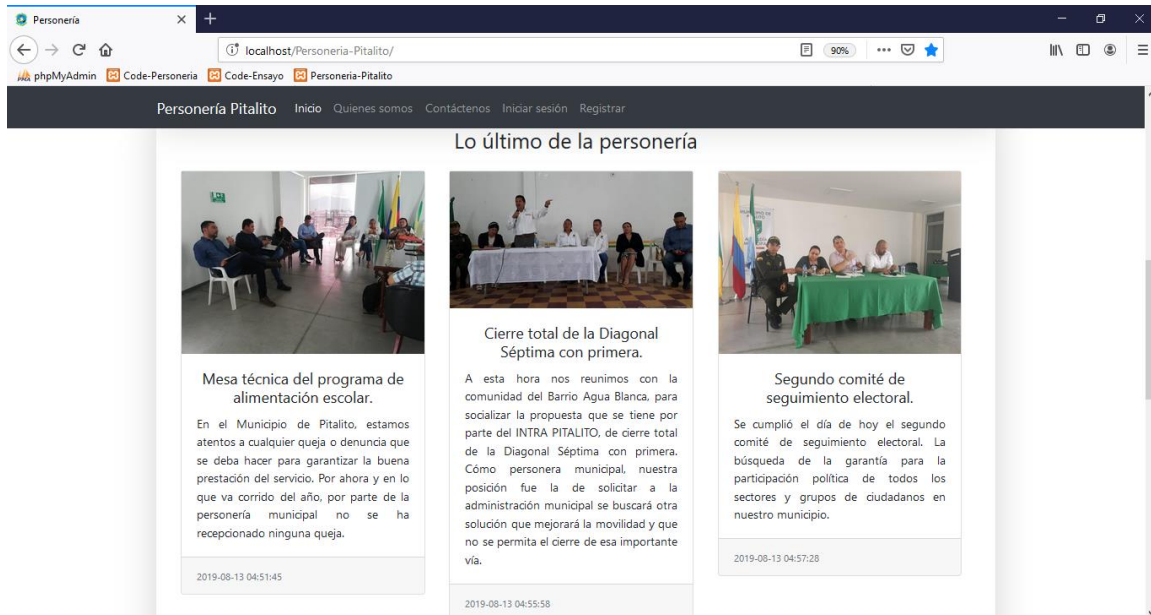 Personería
localhost/Personeria-Pitalito/
90%
phpMyAdmin Code-Personeria Code-Ensayo Personeria-Pitalito
Personería Pitalito Inicio Quienes somos Contáctenos Iniciar sesión Registrar
Lo último de la personería
Mesa técnica del programa de
alimentación escolar.
En el Municipio de Pitalito, estamos
atentos a cualquier queja o denuncia que
se deba hacer para garantizar la buena
prestación del servicio. Por ahora y en lo
que va corrido del año, por parte de la
personería municipal no se ha
recepcionado ninguna queja.
2019-08-13 04:51:45
Cierre total de la Diagonal
Séptima con primera.
A esta hora nos reunimos con la
comunidad del Barrio Agua Blanca, para
socializar la propuesta que se tiene por
parte del INTRA PITALITO, de cierre total
de la Diagonal Séptima con primera.
Cómo personera municipal, nuestra
posición fue la de solicitar a la
administración municipal se buscará otra
solución que mejorará la movilidad y que
no se permita el cierre de esa importante
vía.
2019-08-13 04:55:58
Segundo comité de
seguimiento electoral.
Se cumplió el día de hoy el segundo
comité de seguimiento electoral. La
búsqueda de la garantía para la
participación política de todos los
sectores y grupos de ciudadanos en
nuestro municipio.
2019-08-13 04:57:28